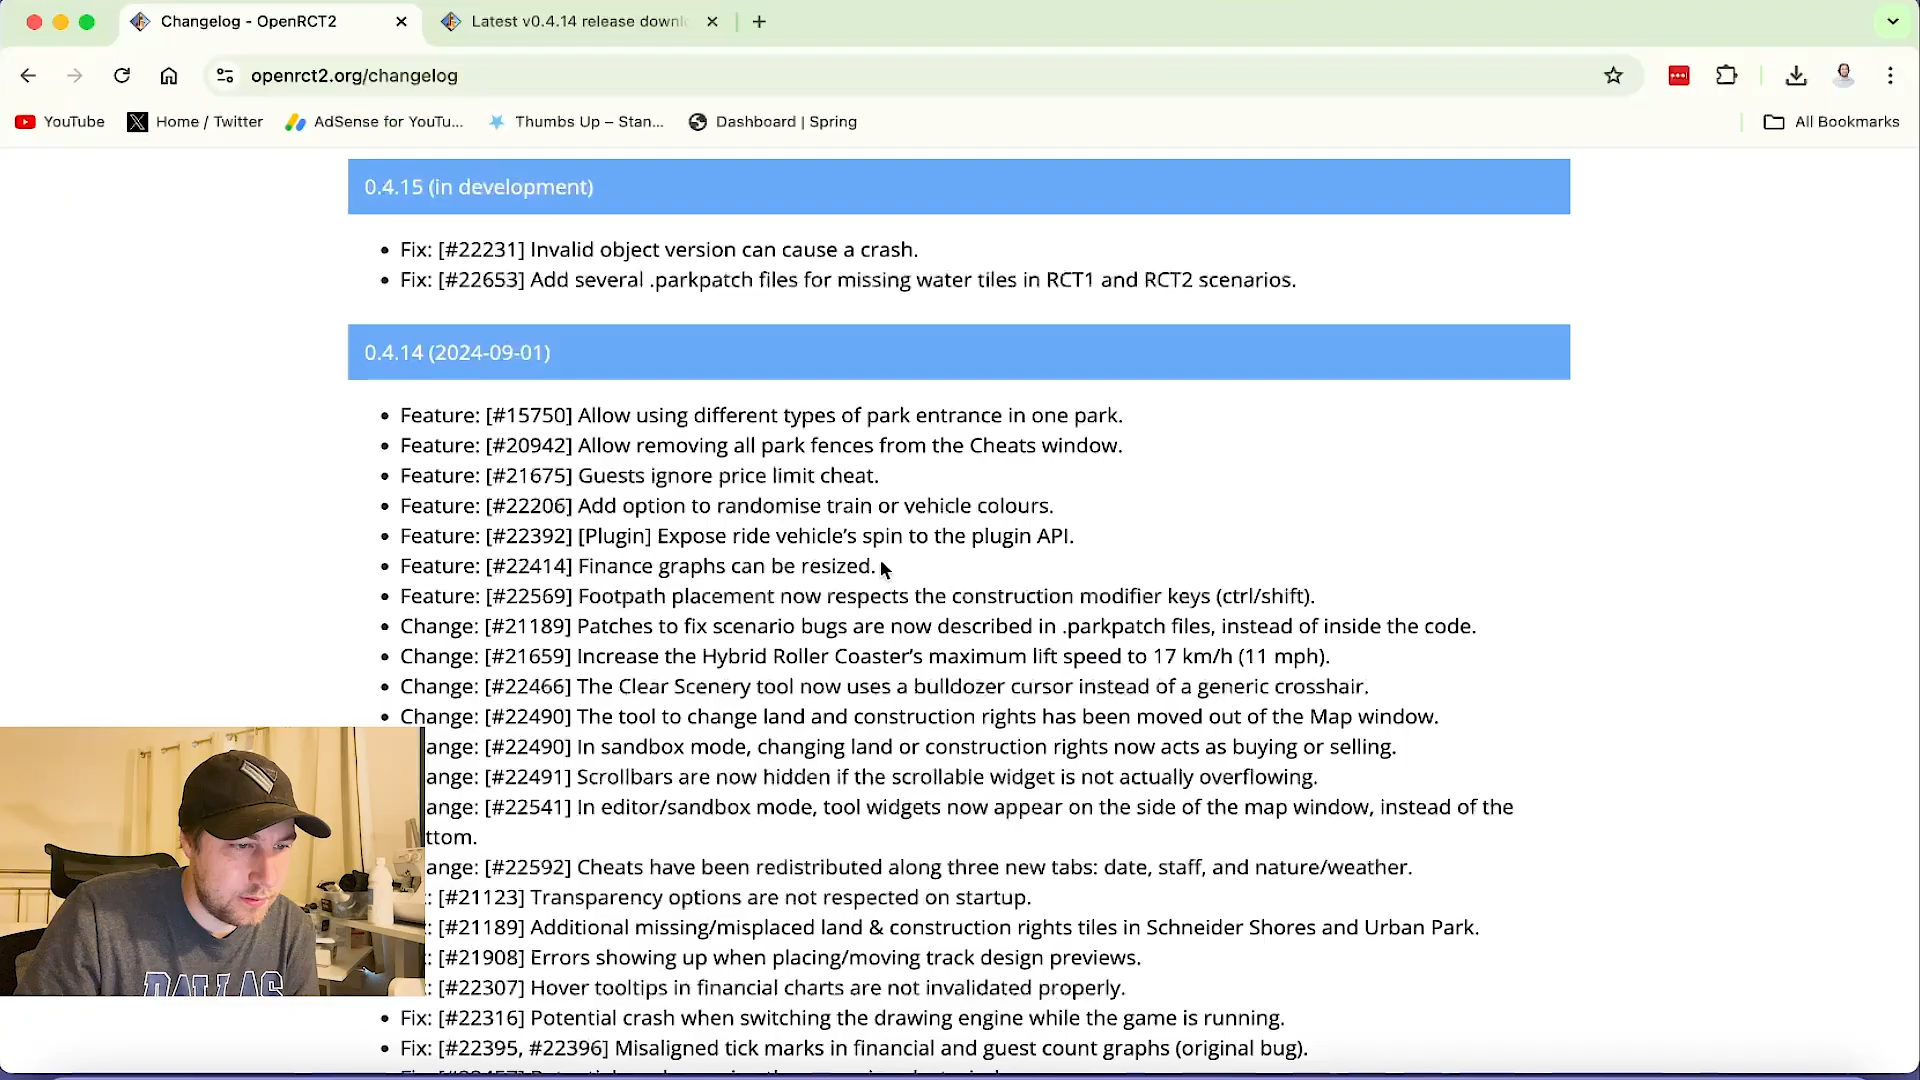 Changelog - OpenRCT2
Latest v0.4.14 release downl
openrct2.org/changelog
YouTube
Home / Twitter
AdSense for YouTu...
Thumbs Up – Stan...
Dashboard | Spring
All Bookmarks
0.4.15 (in development)
Fix: [#22231] Invalid object version can cause a crash.
Fix: [#22653] Add several .parkpatch files for missing water tiles in RCT1 and RCT2 scenarios.
0.4.14 (2024-09-01)
Feature: [#15750] Allow using different types of park entrance in one park.
Feature: [#20942] Allow removing all park fences from the Cheats window.
Feature: [#21675] Guests ignore price limit cheat.
Feature: [#22206] Add option to randomise train or vehicle colours.
Feature: [#22392] [Plugin] Expose ride vehicle’s spin to the plugin API.
Feature: [#22414] Finance graphs can be resized.
Feature: [#22569] Footpath placement now respects the construction modifier keys (ctrl/shift).
Change: [#21189] Patches to fix scenario bugs are now described in .parkpatch files, instead of inside the code.
Change: [#21659] Increase the Hybrid Roller Coaster’s maximum lift speed to 17 km/h (11 mph).
Change: [#22466] The Clear Scenery tool now uses a bulldozer cursor instead of a generic crosshair.
Change: [#22490] The tool to change land and construction rights has been moved out of the Map window.
ange: [#22490] In sandbox mode, changing land or construction rights now acts as buying or selling.
ange: [#22491] Scrollbars are now hidden if the scrollable widget is not actually overflowing.
ange: [#22541] In editor/sandbox mode, tool widgets now appear on the side of the map window, instead of the
ttom.
ange: [#22592] Cheats have been redistributed along three new tabs: date, staff, and nature/weather.
: [#21123] Transparency options are not respected on startup.
: [#21189] Additional missing/misplaced land & construction rights tiles in Schneider Shores and Urban Park.
: [#21908] Errors showing up when placing/moving track design previews.
: [#22307] Hover tooltips in financial charts are not invalidated properly.
Fix: [#22316] Potential crash when switching the drawing engine while the game is running.
Fix: [#22395, #22396] Misaligned tick marks in financial and guest count graphs (original bug).
DALLAS